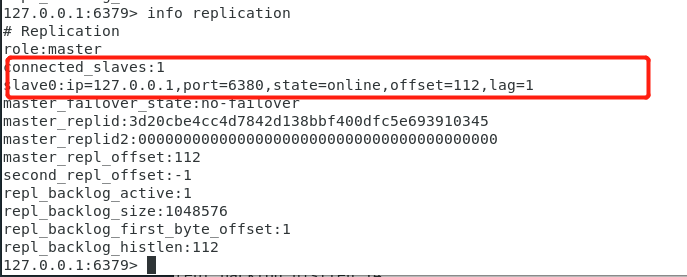 127.0.0.1:6379> info replication
# Replication
role:master
connected_slaves:1
slave0:ip=127.0.0.1,port=6380,state=online,offset=112,lag=1
master_failover_state:no-failover
master_replid:3d20cbe4cc4d7842d138bbf400dfc5e693910345
master_replid2:0000000000000000000000000000000000000000
master_repl_offset:112
second_repl_offset:-1
repl_backlog_active:1
repl_backlog_size:1048576
repl_backlog_first_byte_offset:1
repl_backlog_histlen:112
127.0.0.1:6379>